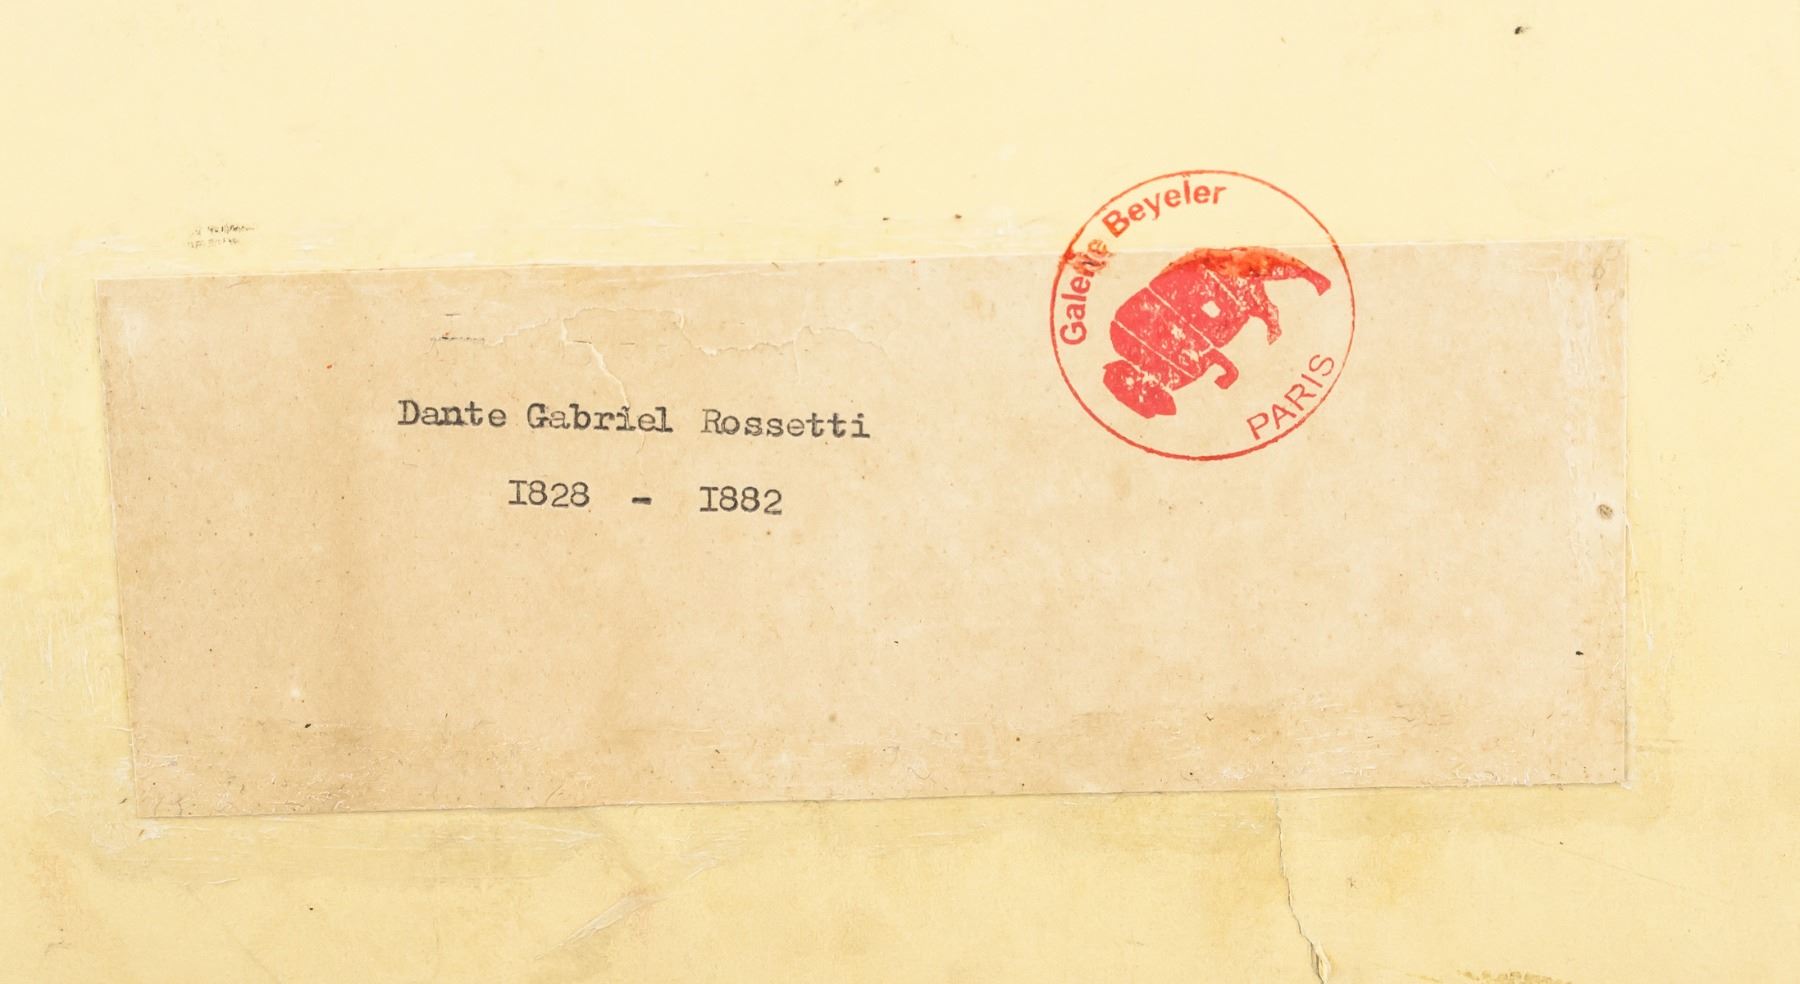 Galerie Beyeler
PARIS
Dante Gabriel Rossetti
I828 - I882